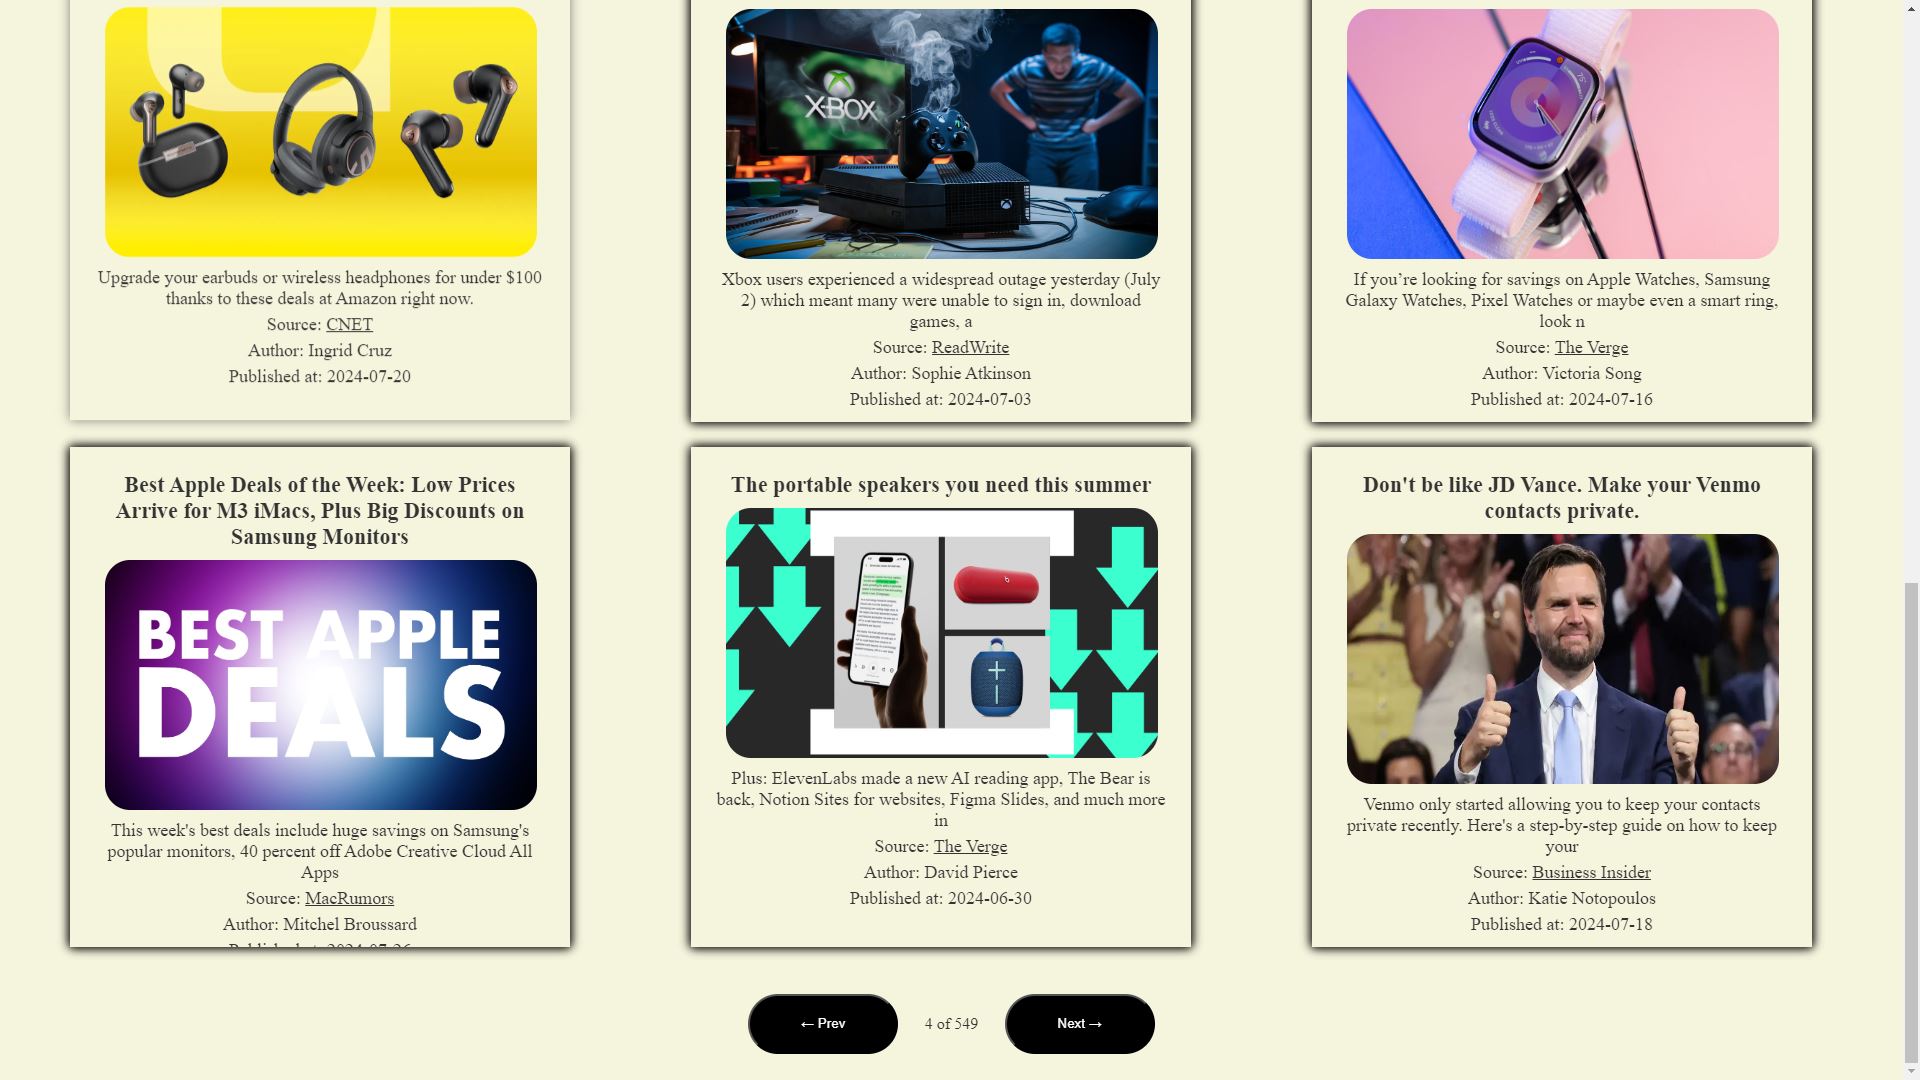 XBOX
Upgrade your earbuds or wireless headphones for under $100
thanks to these deals at Amazon right now.
Source: CNET
Author: Ingrid Cruz
Published at: 2024-07-20
Xbox users experienced a widespread outage yesterday (July
2) which meant many were unable to sign in, download
games, a
Source: ReadWrite
Author: Sophie Atkinson
Published at: 2024-07-03
If you’re looking for savings on Apple Watches, Samsung
Galaxy Watches, Pixel Watches or maybe even a smart ring,
look n
Source: The Verge
Author: Victoria Song
Published at: 2024-07-16
Best Apple Deals of the Week: Low Prices
Arrive for M3 iMacs, Plus Big Discounts on
Samsung Monitors
BEST APPLE
DEALS
This week's best deals include huge savings on Samsung's
popular monitors, 40 percent off Adobe Creative Cloud All
Apps
Source: MacRumors
Author: Mitchel Broussard
Published at: 2024-07-26
The portable speakers you need this summer
Plus: ElevenLabs made a new AI reading app, The Bear is
back, Notion Sites for websites, Figma Slides, and much more
in
Source: The Verge
Author: David Pierce
Published at: 2024-06-30
Don't be like JD Vance. Make your Venmo
contacts private.
Venmo only started allowing you to keep your contacts
private recently. Here's a step-by-step guide on how to keep
your
Source: Business Insider
Author: Katie Notopoulos
Published at: 2024-07-18
← Prev
4 of 549
Next →